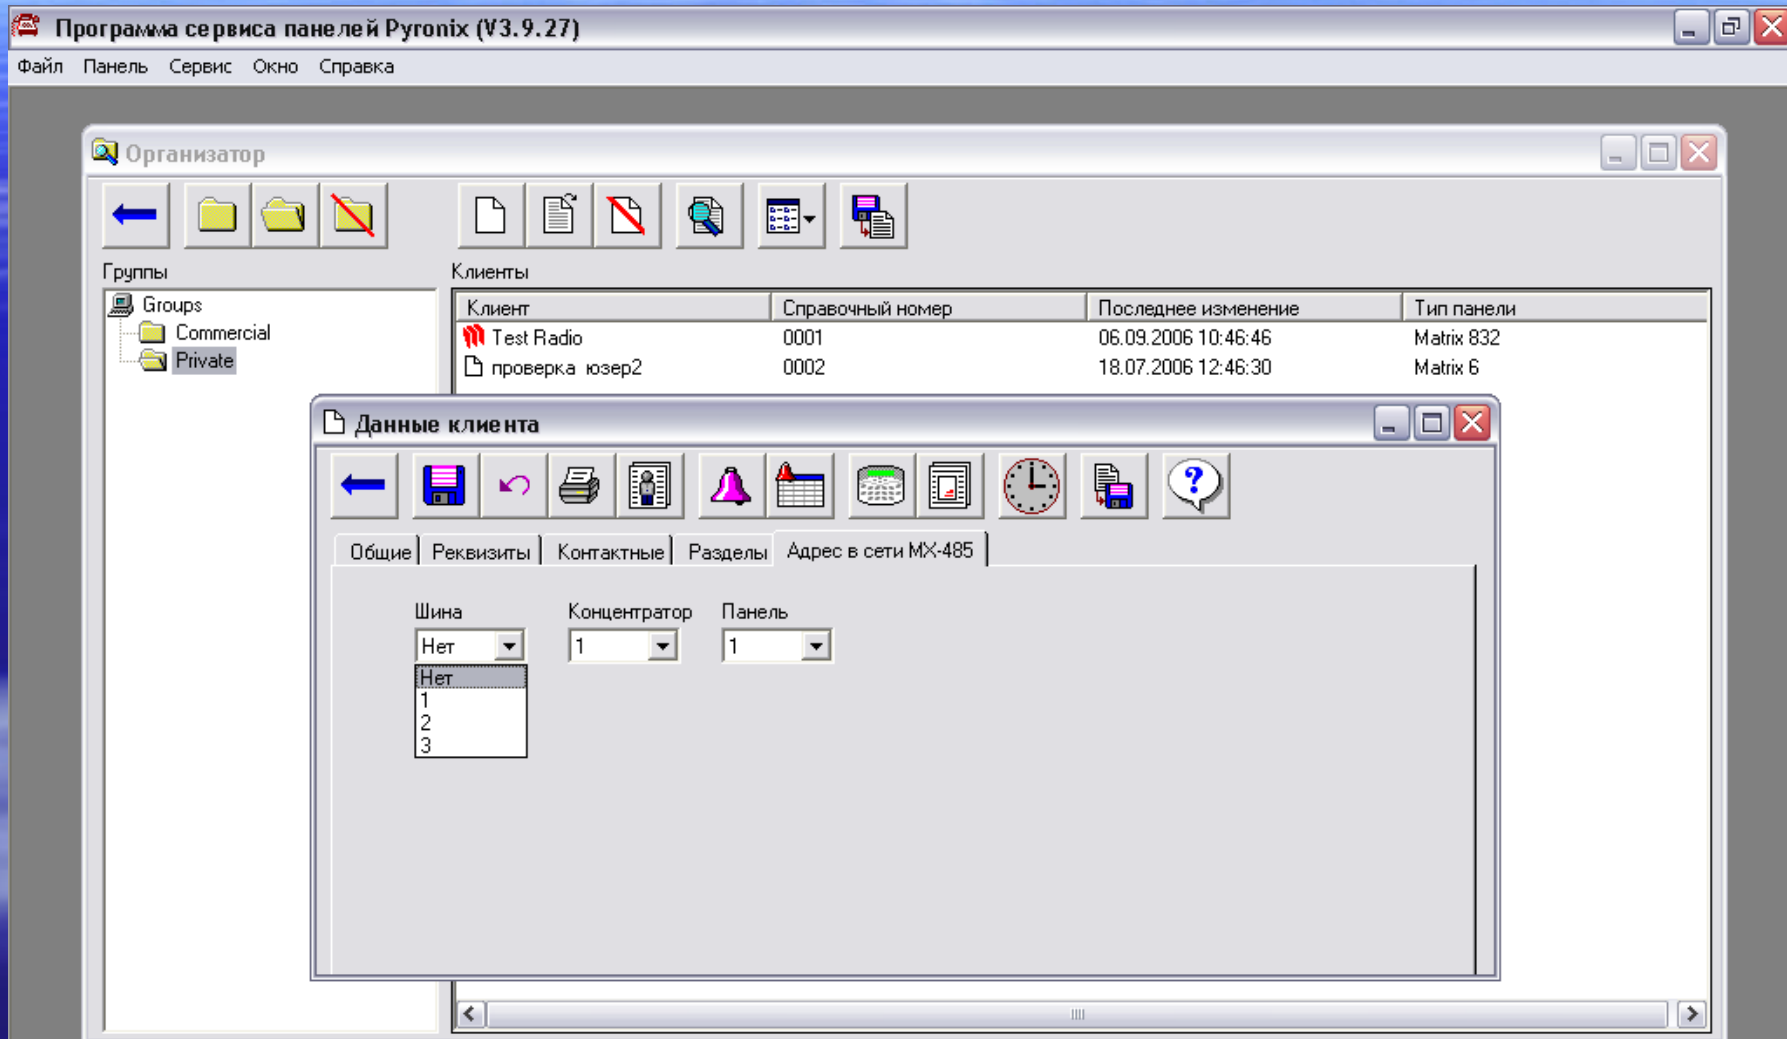 Программа сервиса панелей Pyronix (V3.9.27)
Файл Панель Сервис Окно Справка
Организатор
Группы
Groups
Commercial
Private
Клиенты
Клиент Справочный номер Последнее изменение Тип панели
Test Radio 0001 06.09.2006 10:46:46 Matrix 832
проверка юзер2 0002 18.07.2006 12:46:30 Matrix 6
Данные клиента
Общие Реквизиты Контактные Разделы Адрес в сети MX-485
Шина Концентратор Панель
Нет 1 1
Нет
1
2
3